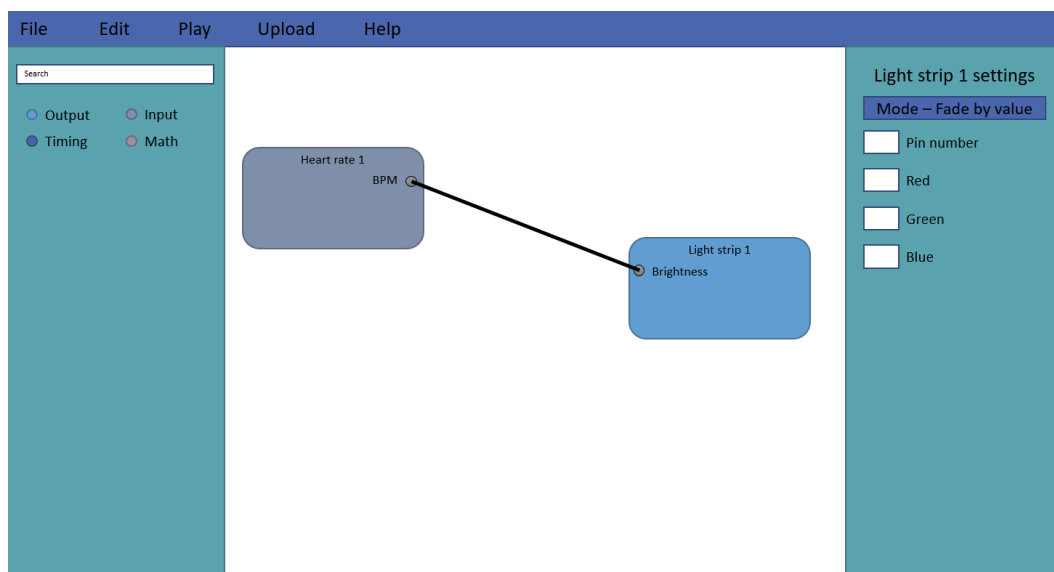 File Edit Play Upload Help
Search
Output Input
Timing Math
Heart rate 1
BPM
Light strip 1
Brightness
Light strip 1 settings
Mode – Fade by value
Pin number
Red
Green
Blue